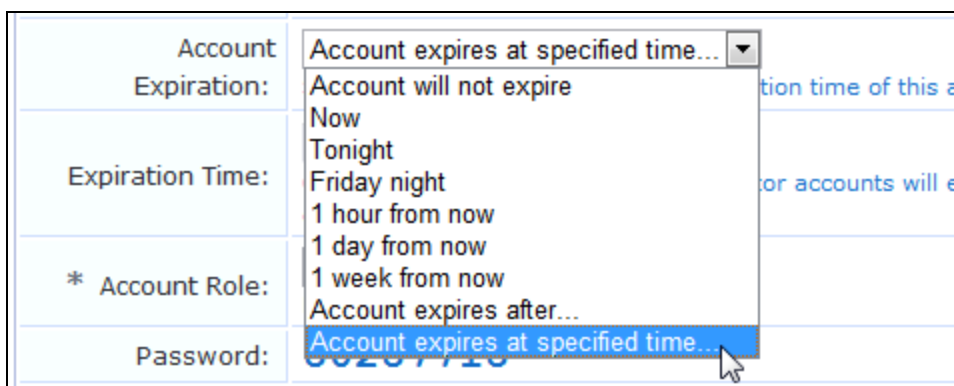 Account
Expiration:
Account expires at specified time...
Account will not expire
tion time of this a
Now
Tonight
Expiration Time:
Friday night
or accounts will e
1 hour from now
1 day from now
1 week from now
* Account Role:
Account expires after...
Account expires at specified time...
Password: